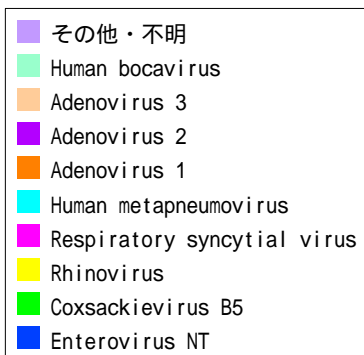 その他・不明
Human bocavirus
Adenovirus 3
Adenovirus 2
Adenovirus 1
Human metapneumovirus
Respiratory syncytial virus
Rhinovirus
Coxsackievirus B5
Enterovirus NT